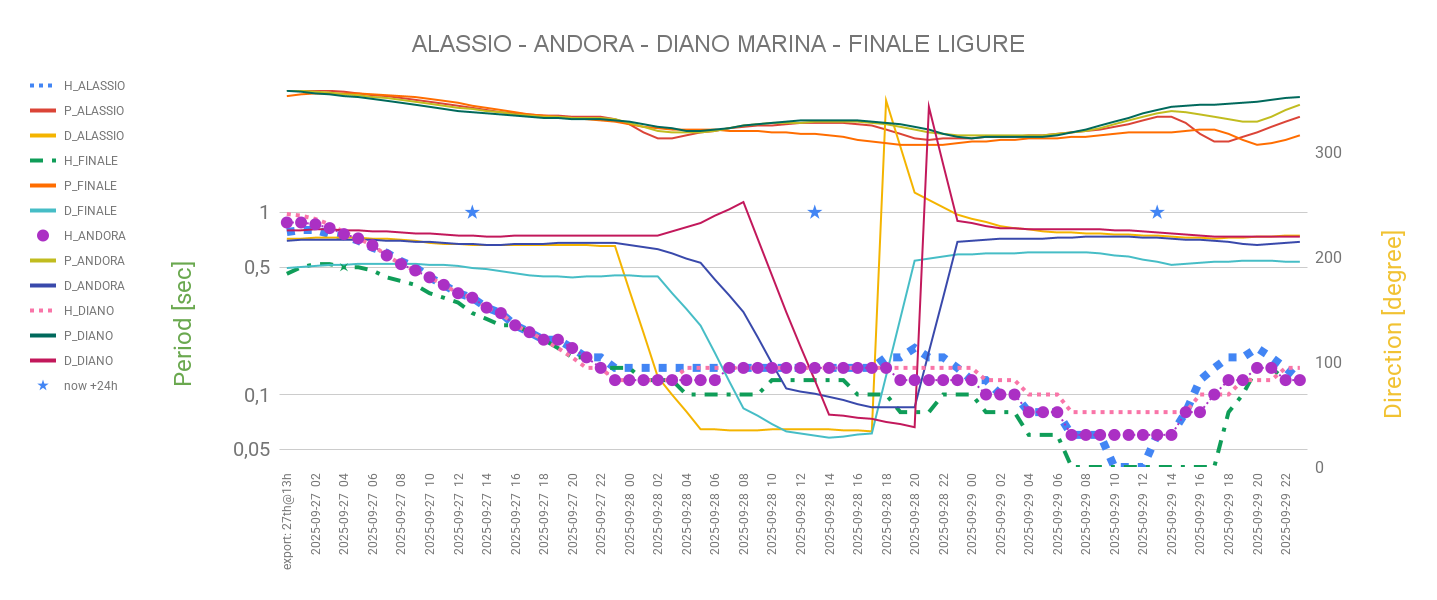 ALASSIO - ANDORA - DIANO MARINA - FINALE LIGURE
H_ALASSIO
P_ALASSIO
D_ALASSIO
H_FINALE
P_FINALE
D_FINALE
H_ANDORA
P_ANDORA
D_ANDORA
H_DIANO
P_DIANO
D_DIANO
now +24h
Period [sec]
1
0,5
0,1
0,05
300
200
100
0
Direction [degree]
export: 27th@13h
2025-09-27 02
2025-09-27 04
2025-09-27 06
2025-09-27 08
2025-09-27 10
2025-09-27 12
2025-09-27 14
2025-09-27 16
2025-09-27 18
2025-09-27 20
2025-09-27 22
2025-09-28 00
2025-09-28 02
2025-09-28 04
2025-09-28 06
2025-09-28 08
2025-09-28 10
2025-09-28 12
2025-09-28 14
2025-09-28 16
2025-09-28 18
2025-09-28 20
2025-09-28 22
2025-09-29 00
2025-09-29 02
2025-09-29 04
2025-09-29 06
2025-09-29 08
2025-09-29 10
2025-09-29 12
2025-09-29 14
2025-09-29 16
2025-09-29 18
2025-09-29 20
2025-09-29 22